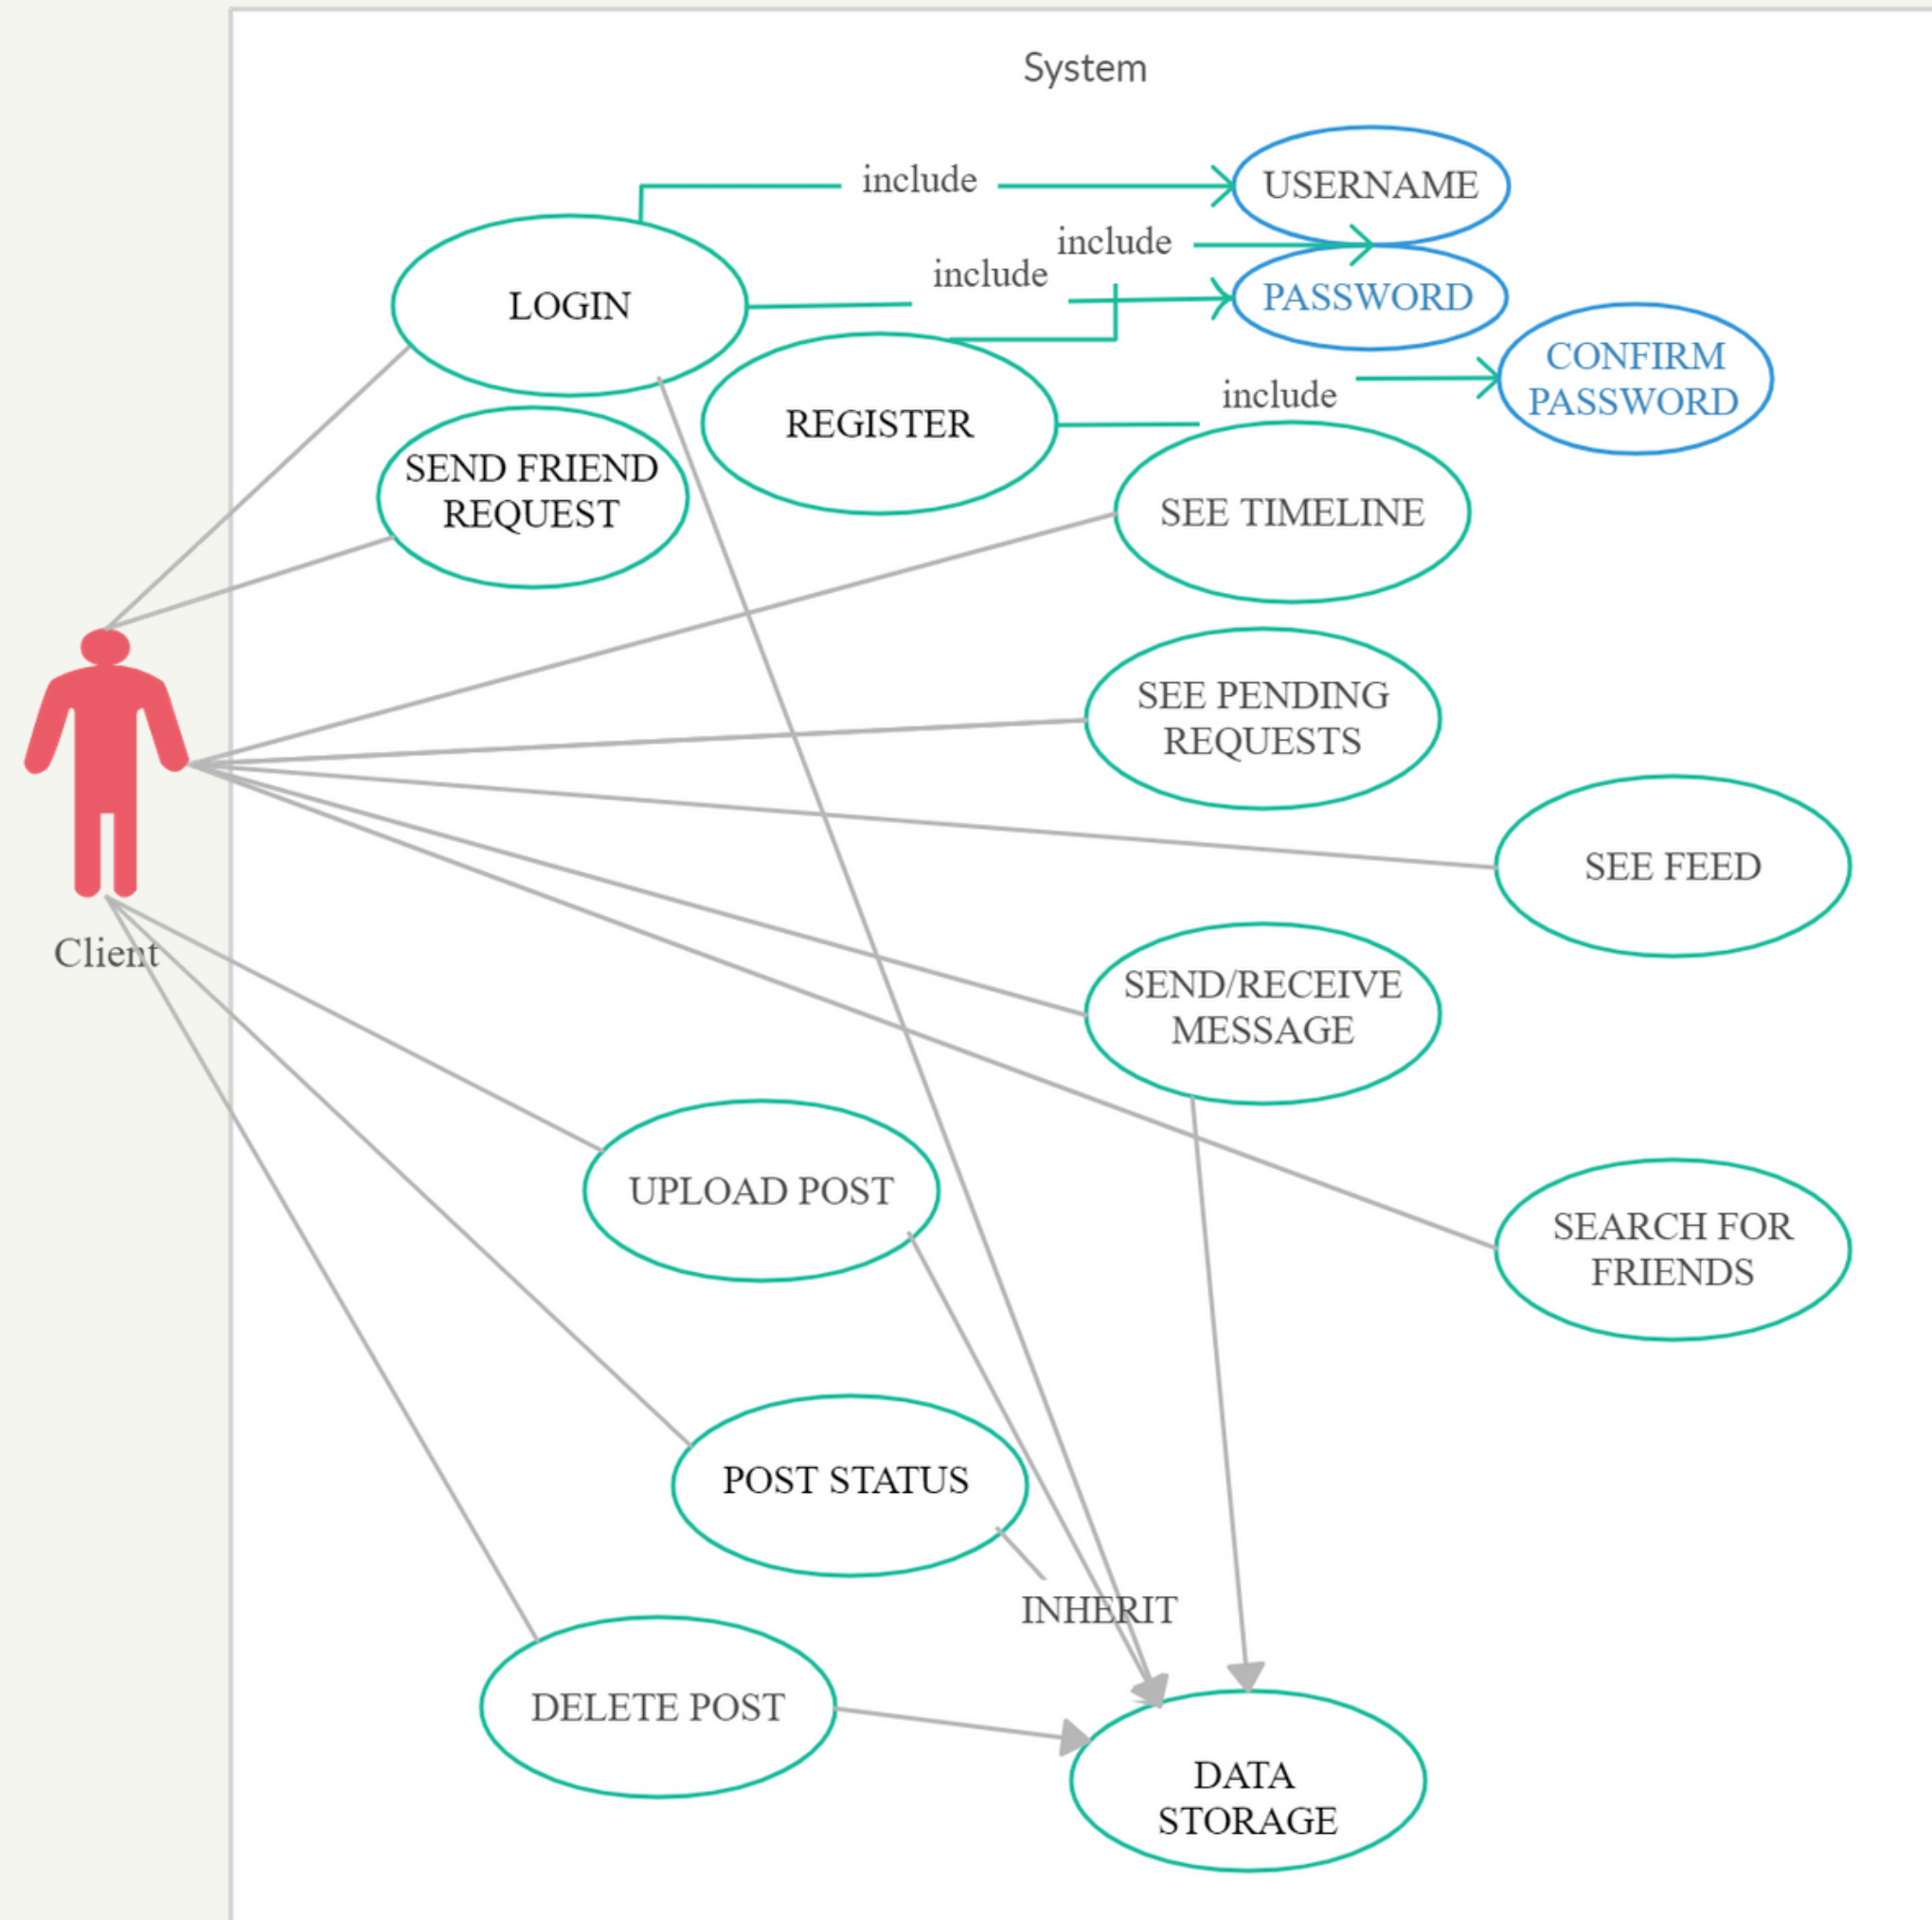 System
include
USERNAME
include
include
PASSWORD
LOGIN
CONFIRM
PASSWORD
include
REGISTER
SEND FRIEND
REQUEST
SEE TIMELINE
SEE PENDING
REQUESTS
SEE FEED
Client
SEND/RECEIVE
MESSAGE
UPLOAD POST
SEARCH FOR
FRIENDS
POST STATUS
INHERIT
DELETE POST
DATA
STORAGE